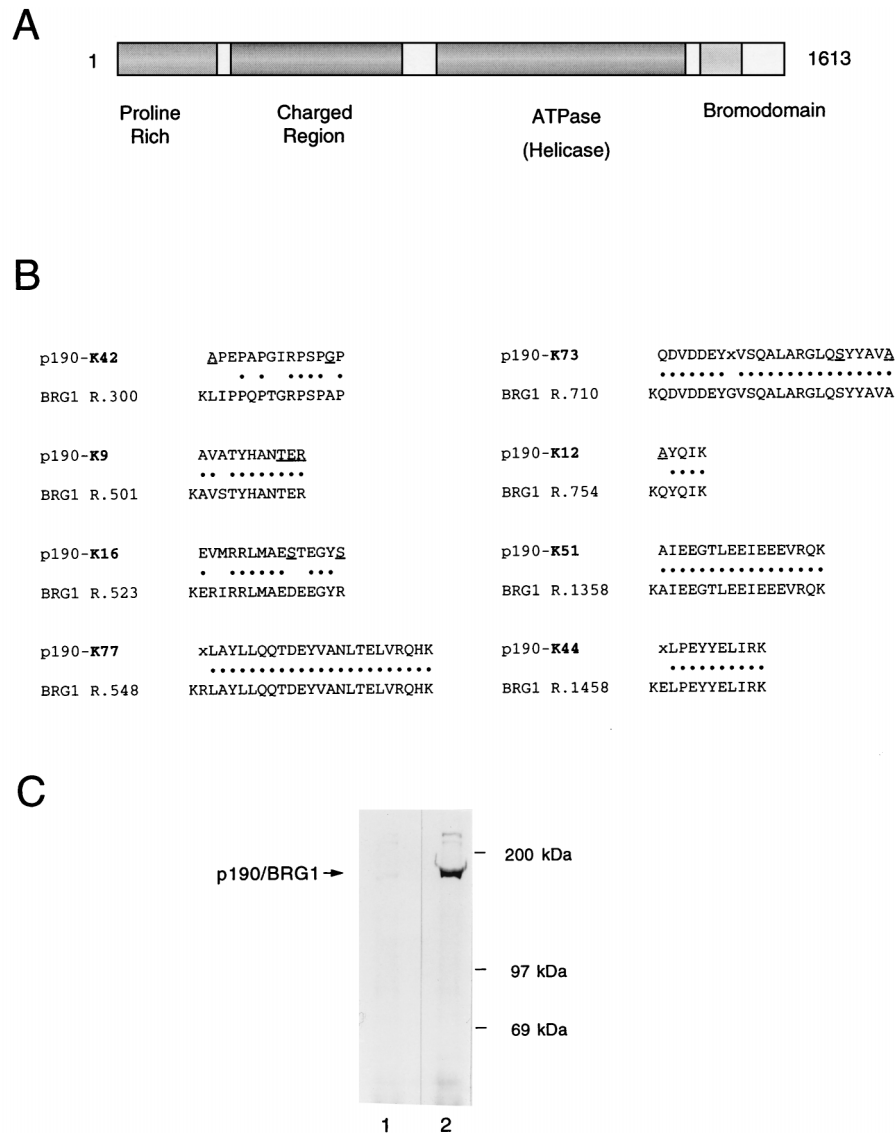 A
1
1613
Proline
Rich
Charged
Region
ATPase
(Helicase)
Bromodomain
B
p190-K42 APEPAPGIRPSPGP
BRG1 R.300 KLIPPQPTGRPSPAP
p190-K9 AVATYHANTER
BRG1 R.501 KAVSTYHANTER
p190-K16 EVMRRLMAESTEGYS
BRG1 R.523 KERIRRLMAEDEEGYR
p190-K77 xLAYLLQQTDEYVANLTELVRQHK
BRG1 R.548 KRLAYLLQQTDEYVANLTELVRQHK
p190-K73 QDVDDEYxVSQALARGLQSYYAVA
BRG1 R.710 KQDVDDEYGVSQALARGLQSYYAVA
p190-K12 AYQIK
BRG1 R.754 KQYQIK
p190-K51 AIEEGTLEEIEEEVRQK
BRG1 R.1358 KAIEEGTLEEIEEEVRQK
p190-K44 xLPEYYELIRK
BRG1 R.1458 KELPEYYELIRK
C
p190/BRG1
200 kDa
97 kDa
69 kDa
1 2